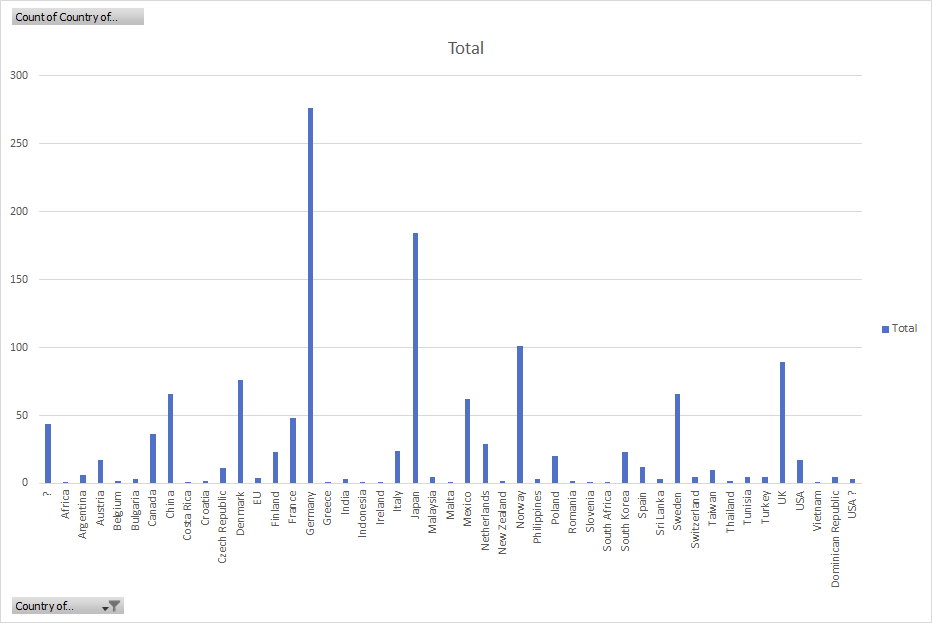 Count of Country of...
Total
300
250
200
150
100
50
0
?
Africa
Argentina
Austria
Belgium
Bulgaria
Canada
China
Costa Rica
Croatia
Czech Republic
Denmark
EU
Finland
France
Germany
Greece
India
Indonesia
Ireland
Italy
Japan
Malaysia
Malta
Mexico
Netherlands
New Zealand
Norway
Philippines
Poland
Romania
Slovenia
South Africa
South Korea
Spain
Sri Lanka
Sweden
Switzerland
Taiwan
Thailand
Tunisia
Turkey
UK
USA
Vietnam
Dominican Republic
USA ?
Total
Country of...